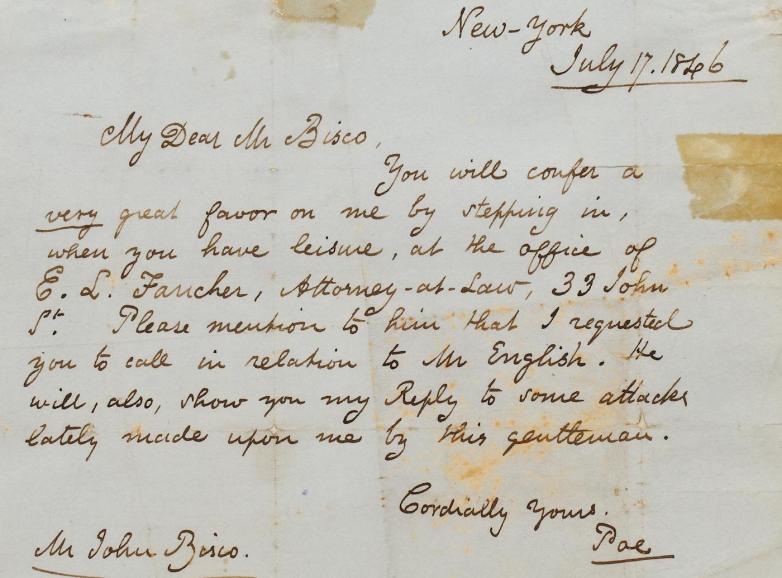 New-York
July 17. 1846
My Dear Mr Bisco,
You will confer a
very great favor on me by stepping in,
when you have leisure, at the office of
E. L. Fancher, Attorney-at-Law, 33 John
St. Please mention to him that I requested
you to call in relation to Mr English. He
will, also, show you my Reply to some attacks
lately made upon me by this gentleman.
Cordially Yours.
Poe
Mr John Bisco.